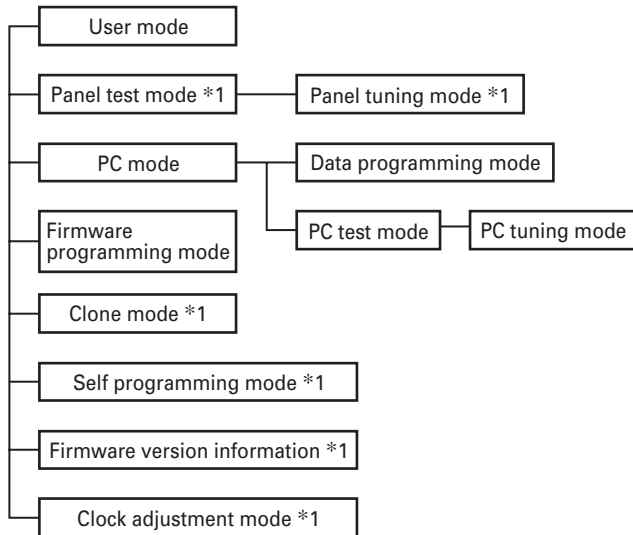 User mode
Panel test mode *1
Panel tuning mode *1
PC mode
Data programming mode
PC test mode
PC tuning mode
Firmware
programming mode
Clone mode *1
Self programming mode *1
Firmware version information *1
Clock adjustment mode *1